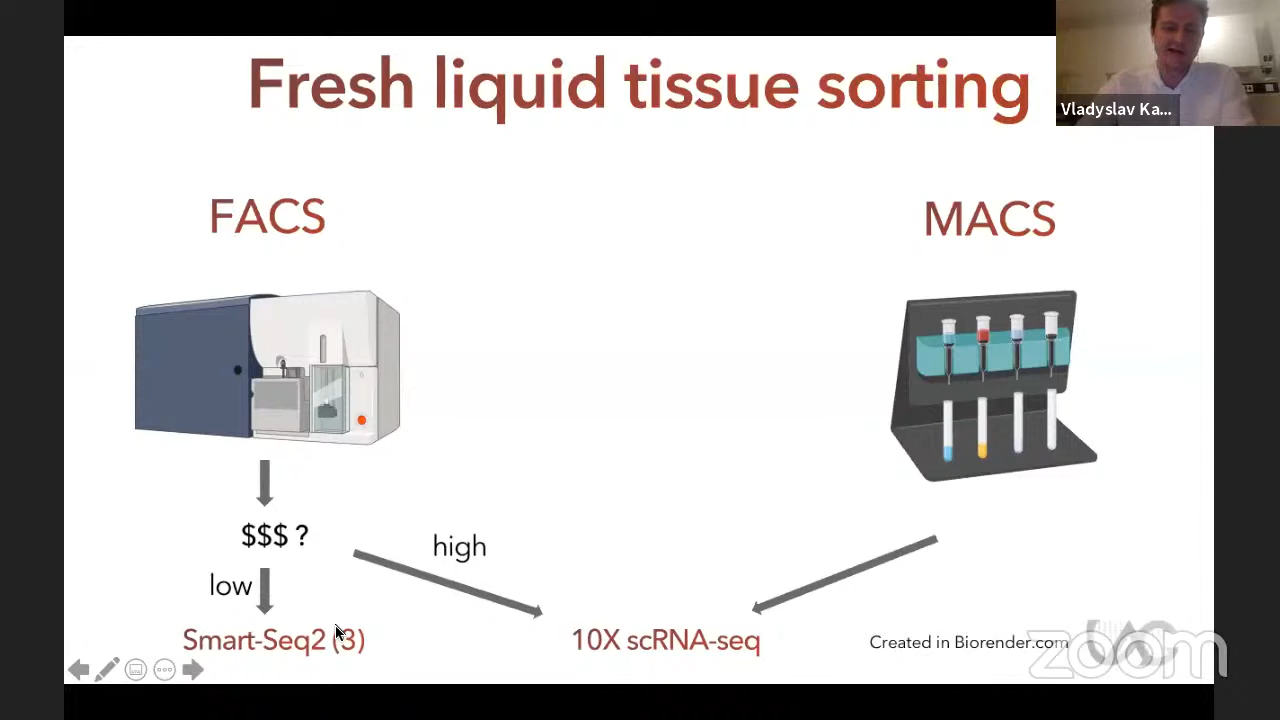 Fresh liquid tissue sorting
Vladyslav Ka...
FACS
MACS
$$$ ?
high
low
Smart-Seq2 (3)
10X scRNA-seq
Created in Biorender.com
zoom